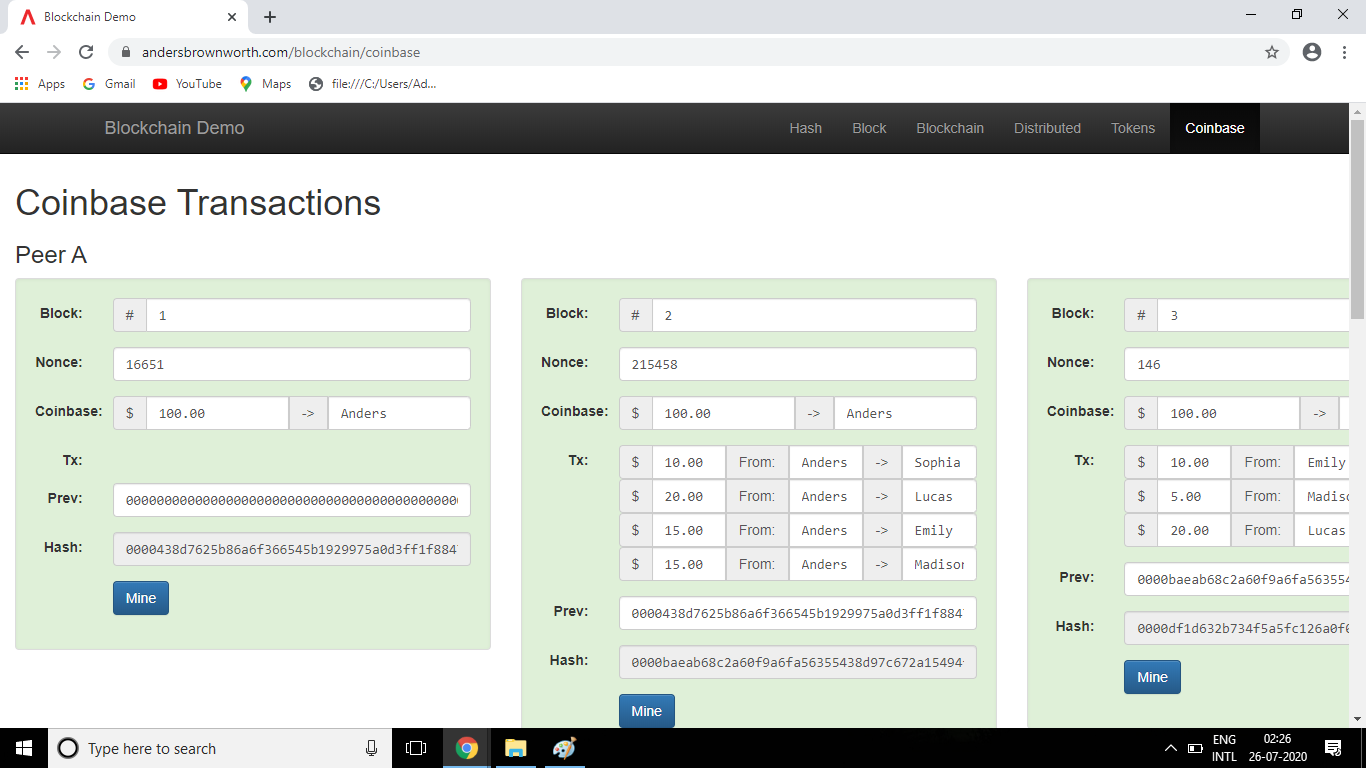 Blockchain Demo
andersbrownworth.com/blockchain/coinbase
Apps Gmail YouTube Maps file:///C:/Users/Ad...
Blockchain Demo Hash Block Blockchain Distributed Tokens Coinbase
Coinbase Transactions
Peer A
Block: # 1
Nonce: 16651
Coinbase: $ 100.00 -> Anders
Tx:
Prev: 0000000000000000000000000000000000000000000
Hash: 0000438d7625b86a6f366545b1929975a0d3ff1f884
Mine
Block: # 2
Nonce: 215458
Coinbase: $ 100.00 -> Anders
Tx: $ 10.00 From: Anders -> Sophia
$ 20.00 From: Anders -> Lucas
$ 15.00 From: Anders -> Emily
$ 15.00 From: Anders -> Madison
Prev: 0000438d7625b86a6f366545b1929975a0d3ff1f884
Hash: 0000baeab68c2a60f9a6fa56355438d97c672a15494
Mine
Block: # 3
Nonce: 146
Coinbase: $ 100.00 ->
Tx: $ 10.00 From: Emily
$ 5.00 From: Madiso
$ 20.00 From: Lucas
Prev: 0000baeab68c2a60f9a6fa563554
Hash: 0000df1d632b734f5a5fc126a0f0
Mine
Type here to search
ENG
INTL
02:26
26-07-2020